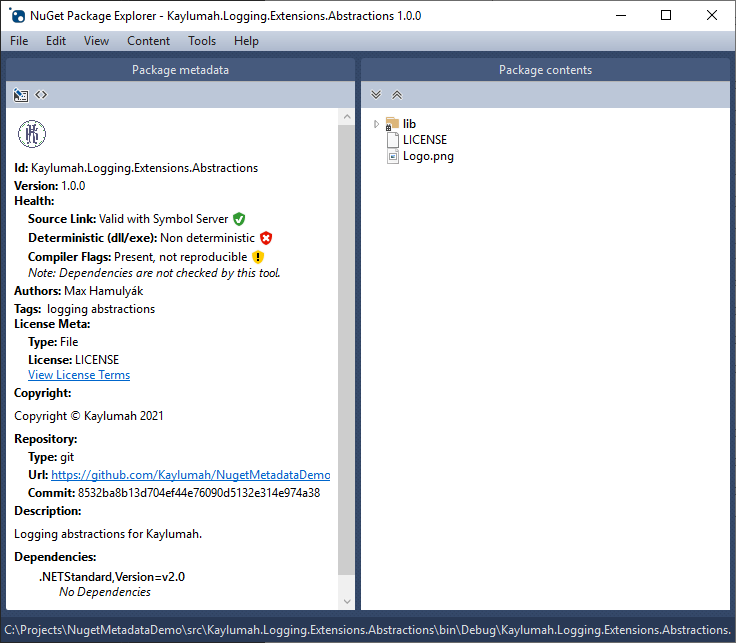 NuGet Package Explorer - Kaylumah.Logging.Extensions.Abstractions 1.0.0
File Edit View Content Tools Help
Package metadata
Id: Kaylumah.Logging.Extensions.Abstractions
Version: 1.0.0
Health:
Source Link: Valid with Symbol Server
Deterministic (dll/exe): Non deterministic
Compiler Flags: Present, not reproducible
Note: Dependencies are not checked by this tool.
Authors: Max Hamulyák
Tags: logging abstractions
License Meta:
Type: File
License: LICENSE
View License Terms
Copyright:
Copyright © Kaylumah 2021
Repository:
Type: git
Url: https://github.com/Kaylumah/NugetMetadataDemo
Commit: 8532ba8b13d704ef44e76090d5132e314e974a38
Description:
Logging abstractions for Kaylumah.
Dependencies:
.NETStandard,Version=v2.0
No Dependencies
Package contents
lib
LICENSE
Logo.png
C:\Projects\NugetMetadataDemo\src\Kaylumah.Logging.Extensions.Abstractions\bin\Debug\Kaylumah.Logging.Extensions.Abstractions.